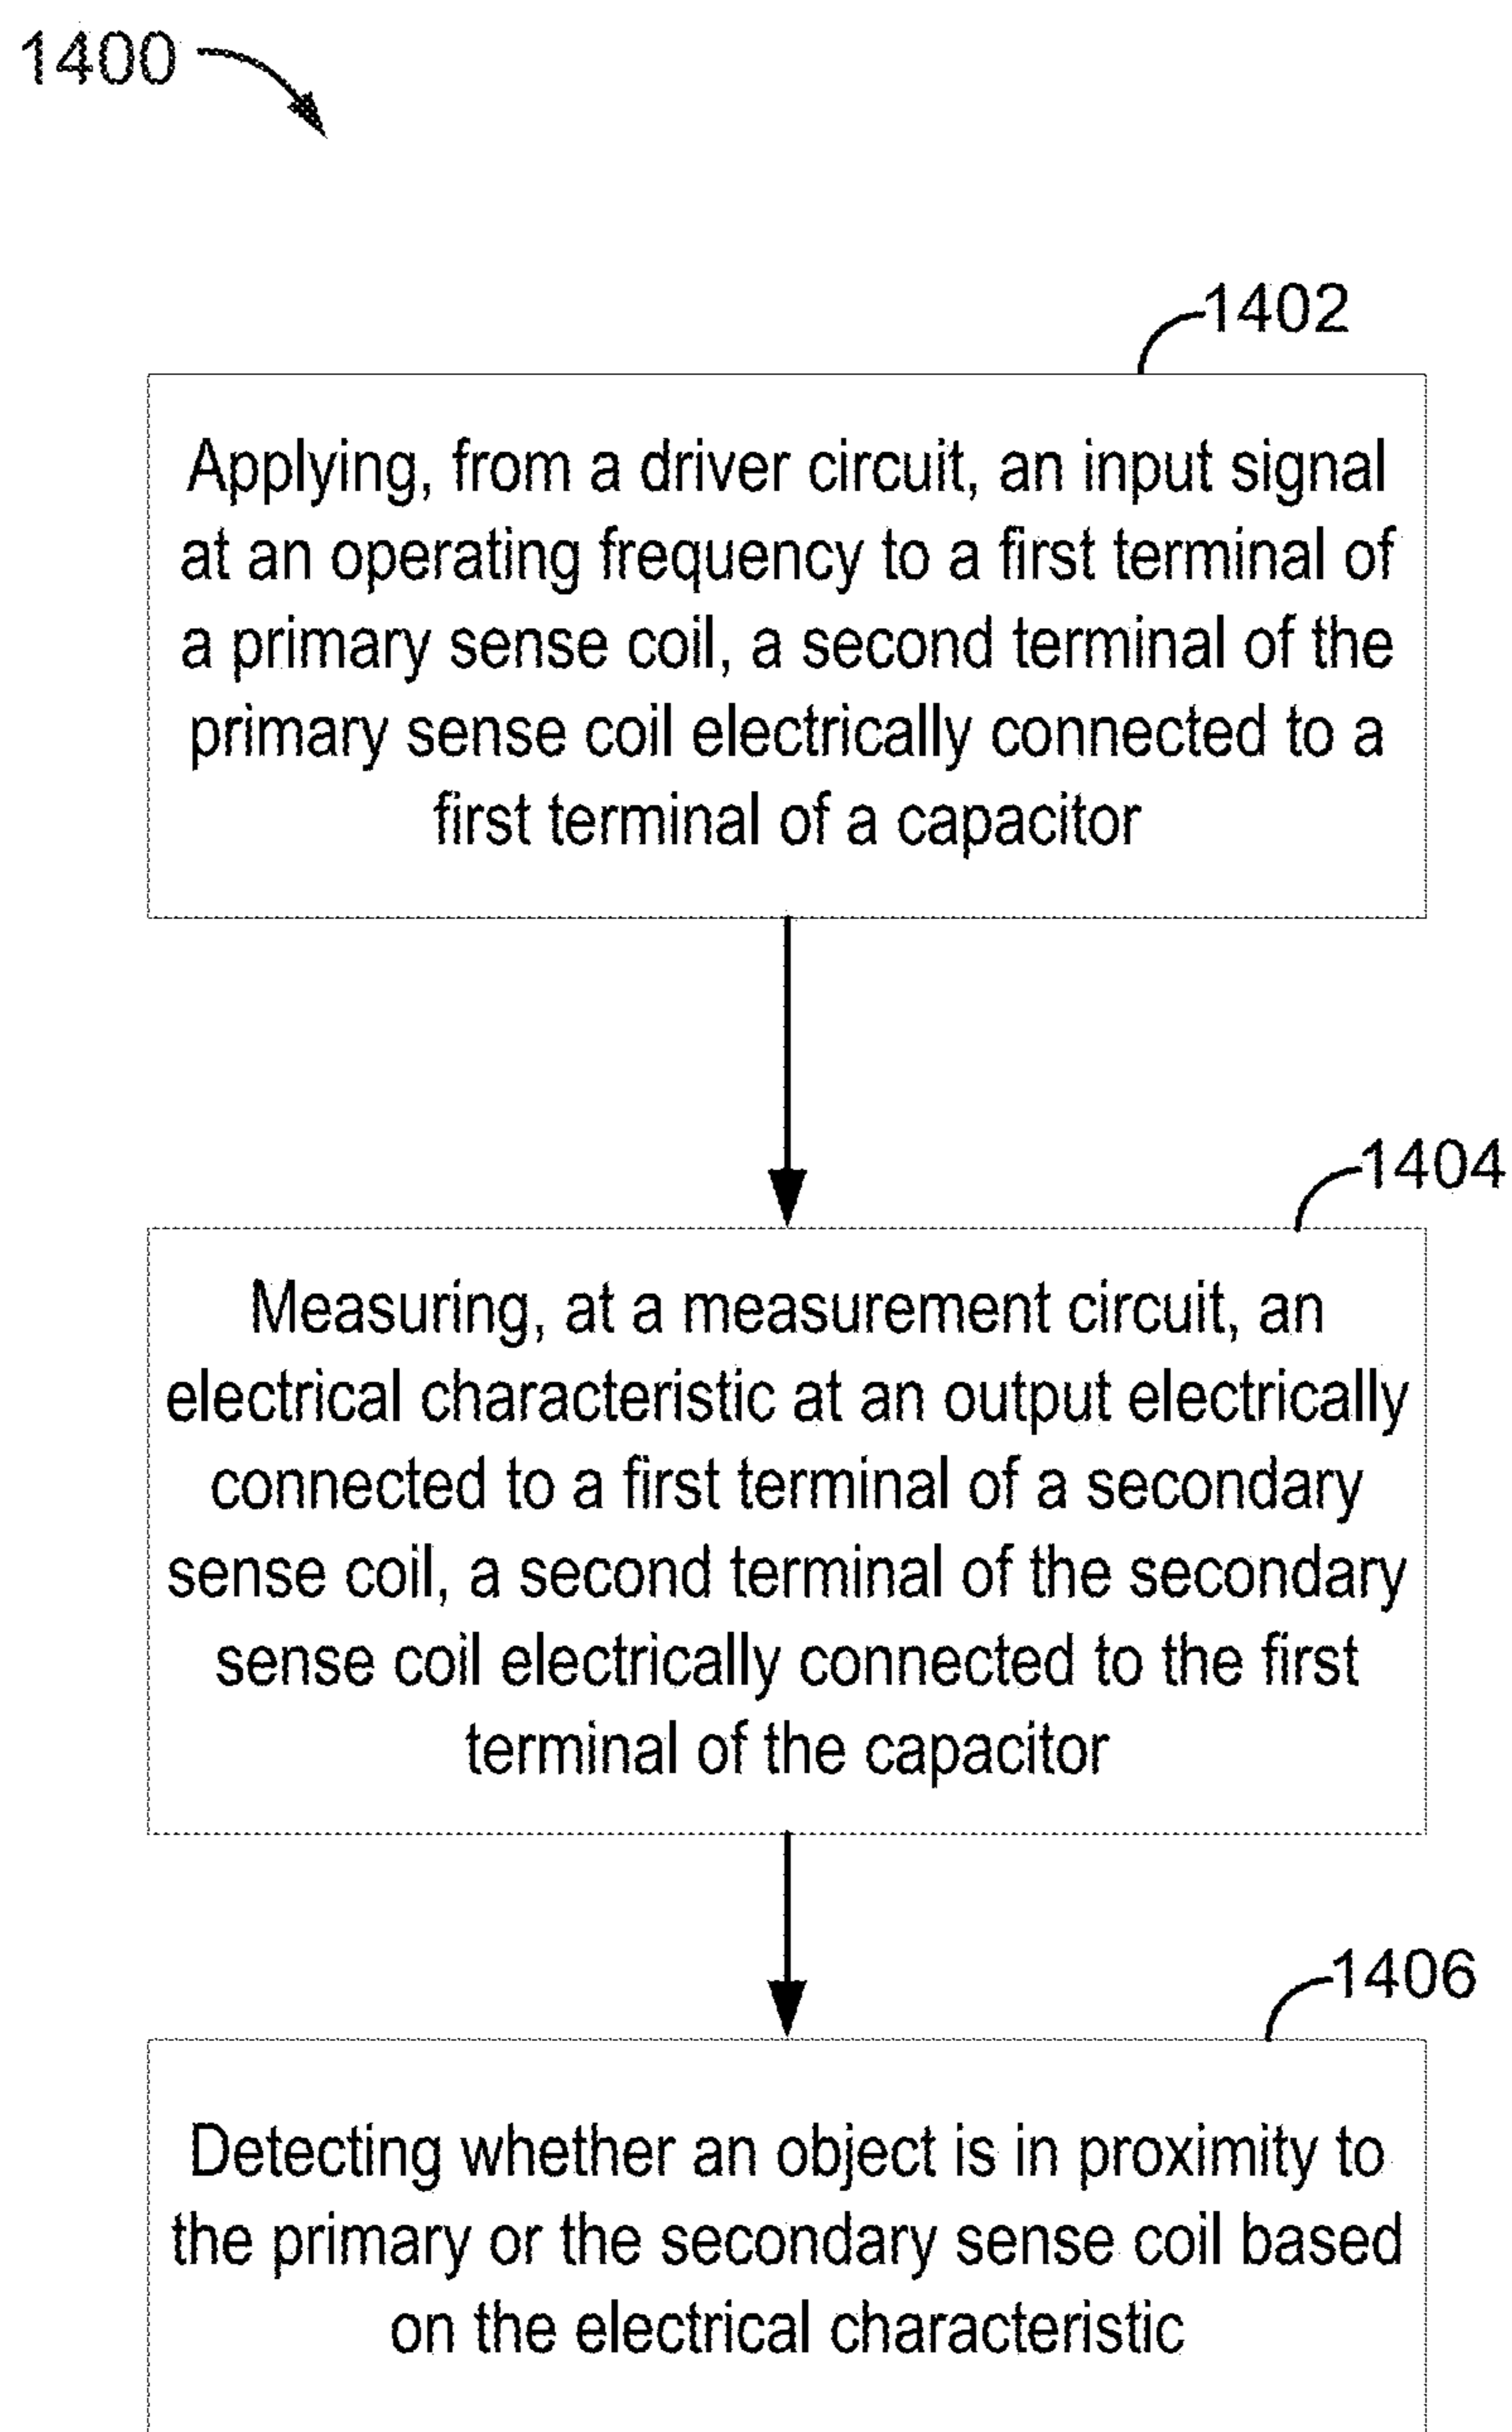 1400
1402
Applying, from a driver circuit, an input signal
at an operating frequency to a first terminal of
a primary sense coil, a second terminal of the
primary sense coil electrically connected to a
first terminal of a capacitor
1404
Measuring, at a measurement circuit, an
electrical characteristic at an output electrically
connected to a first terminal of a secondary
sense coil, a second terminal of the secondary
sense coil electrically connected to the first
terminal of the capacitor
1406
Detecting whether an object is in proximity to
the primary or the secondary sense coil based
on the electrical characteristic